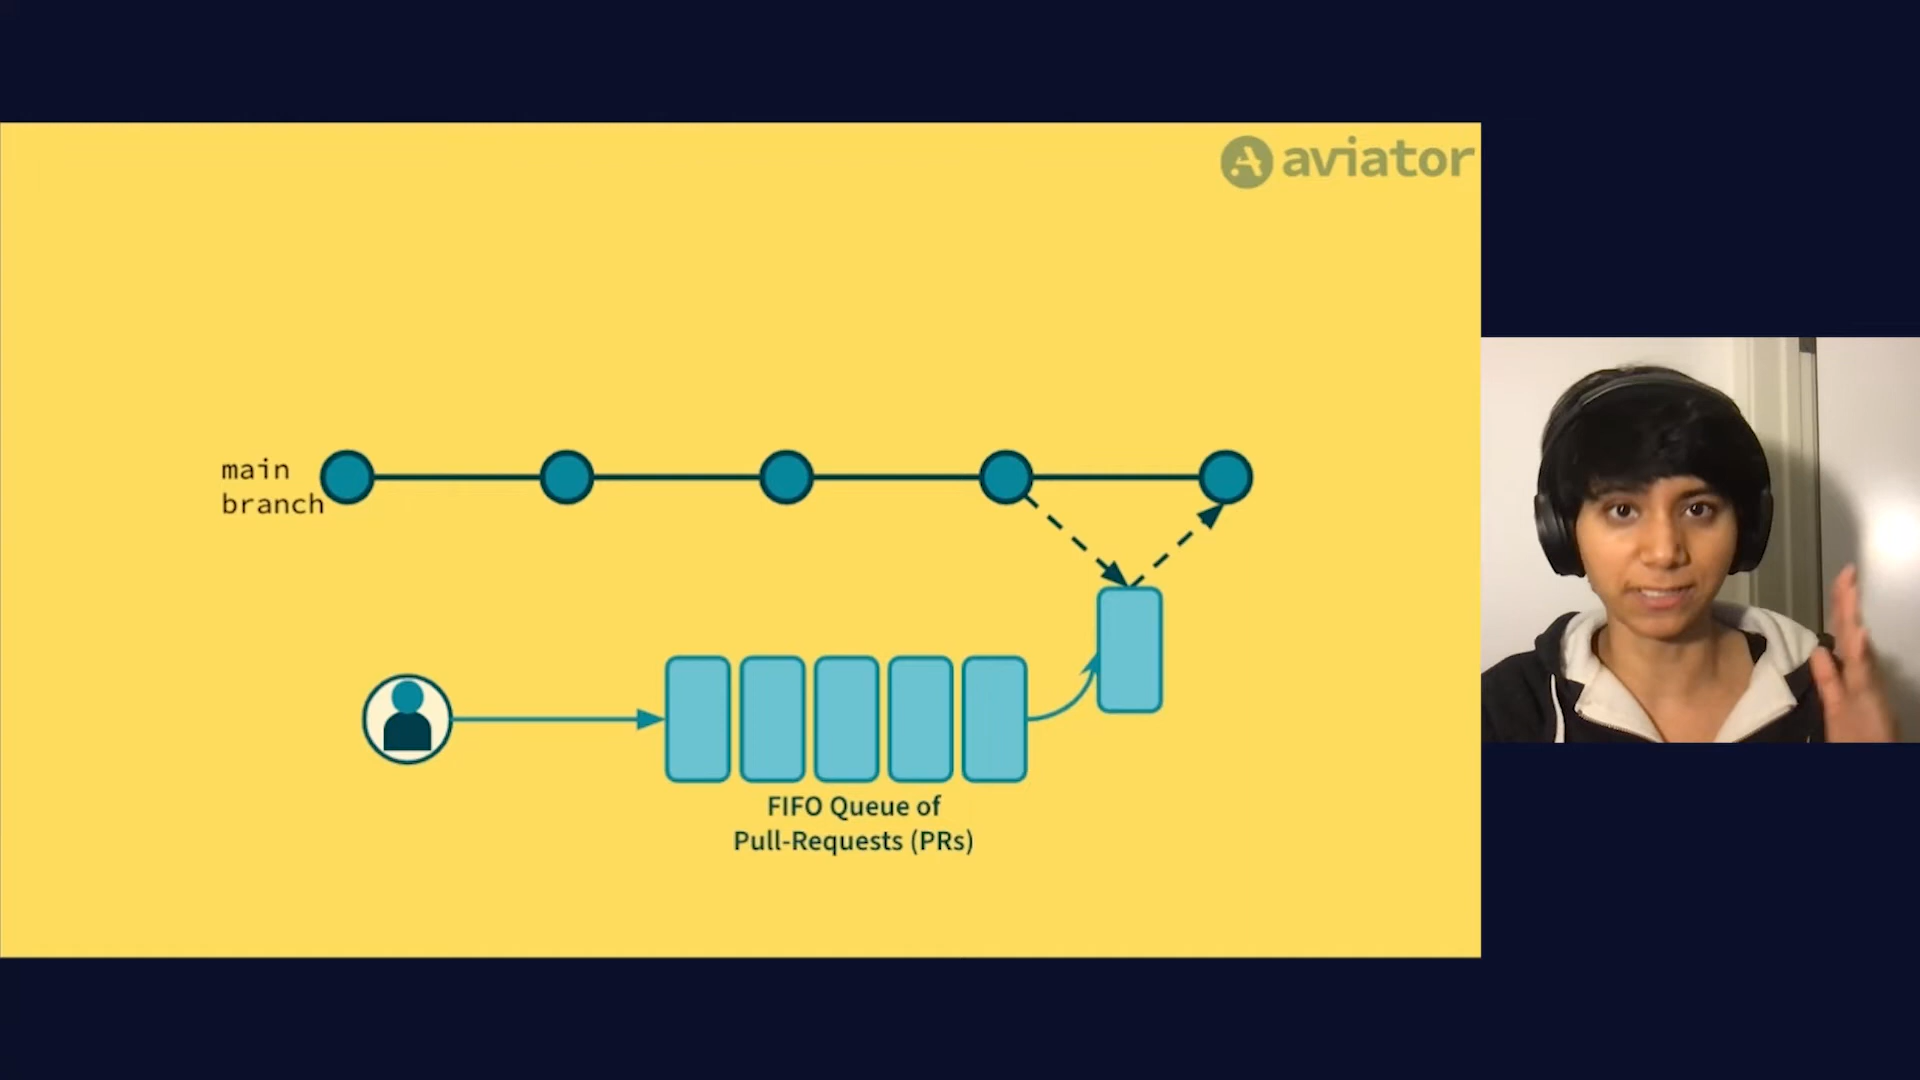 aviator
main
branch
FIFO Queue of
Pull-Requests (PRs)